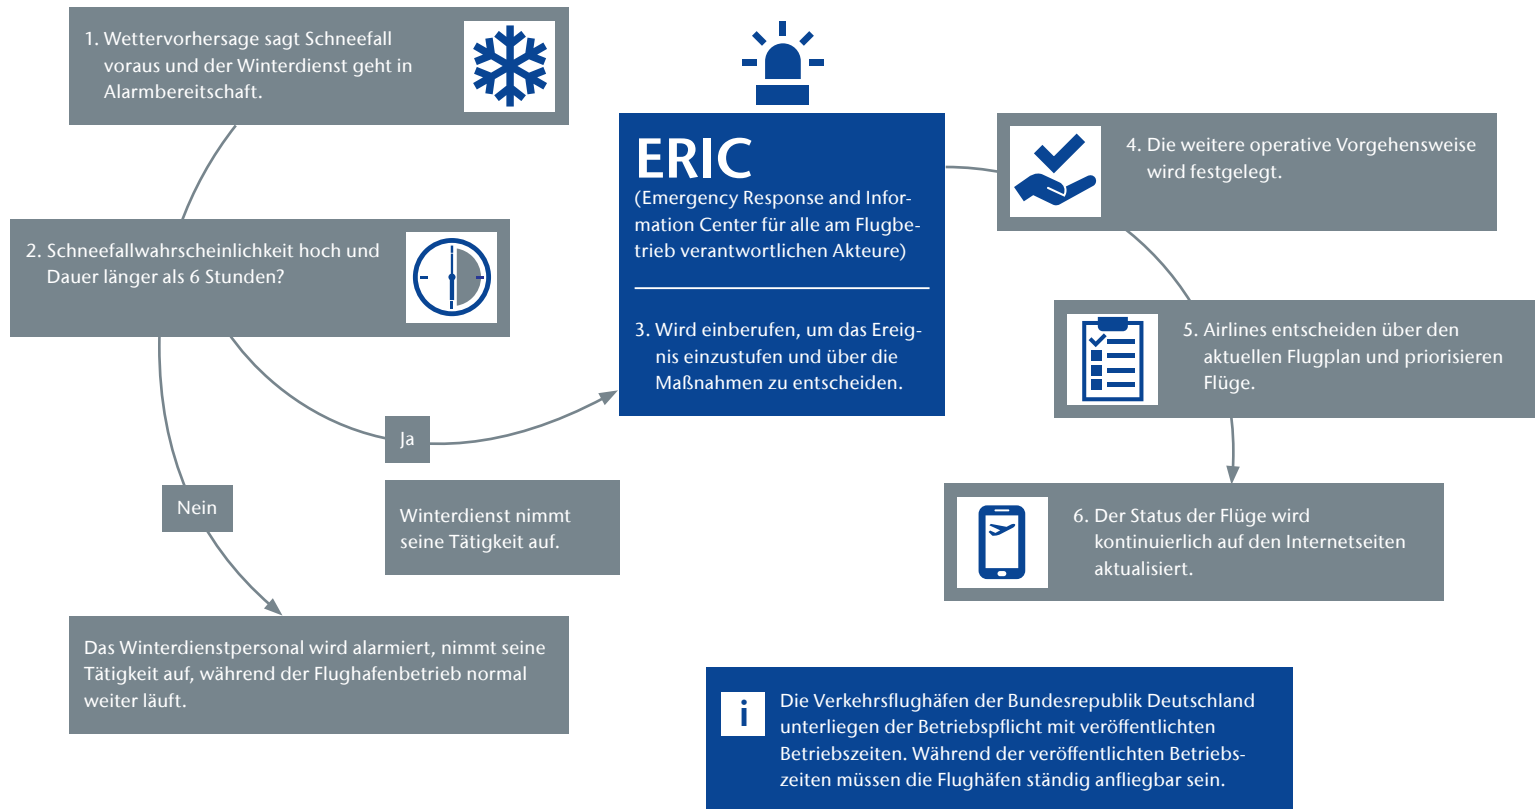 1. Wettervorhersage sagt Schneefall
voraus und der Winterdienst geht in
Alarmbereitschaft.
2. Schneefallwahrscheinlichkeit hoch und
Dauer länger als 6 Stunden?
Ja
Winterdienst nimmt
seine Tätigkeit auf.
Nein
Das Winterdienstpersonal wird alarmiert, nimmt seine
Tätigkeit auf, während der Flughafenbetrieb normal
weiter läuft.
ERIC
(Emergency Response and Infor-
mation Center für alle am Flugbe-
trieb verantwortlichen Akteure)
3. Wird einberufen, um das Ereig-
nis einzustufen und über die
Maßnahmen zu entscheiden.
4. Die weitere operative Vorgehensweise
wird festgelegt.
5. Airlines entscheiden über den
aktuellen Flugplan und priorisieren
Flüge.
6. Der Status der Flüge wird
kontinuierlich auf den Internetseiten
aktualisiert.
i
Die Verkehrsflughäfen der Bundesrepublik Deutschland
unterliegen der Betriebspflicht mit veröffentlichten
Betriebszeiten. Während der veröffentlichten Betriebs-
zeiten müssen die Flughäfen ständig anfliegbar sein.